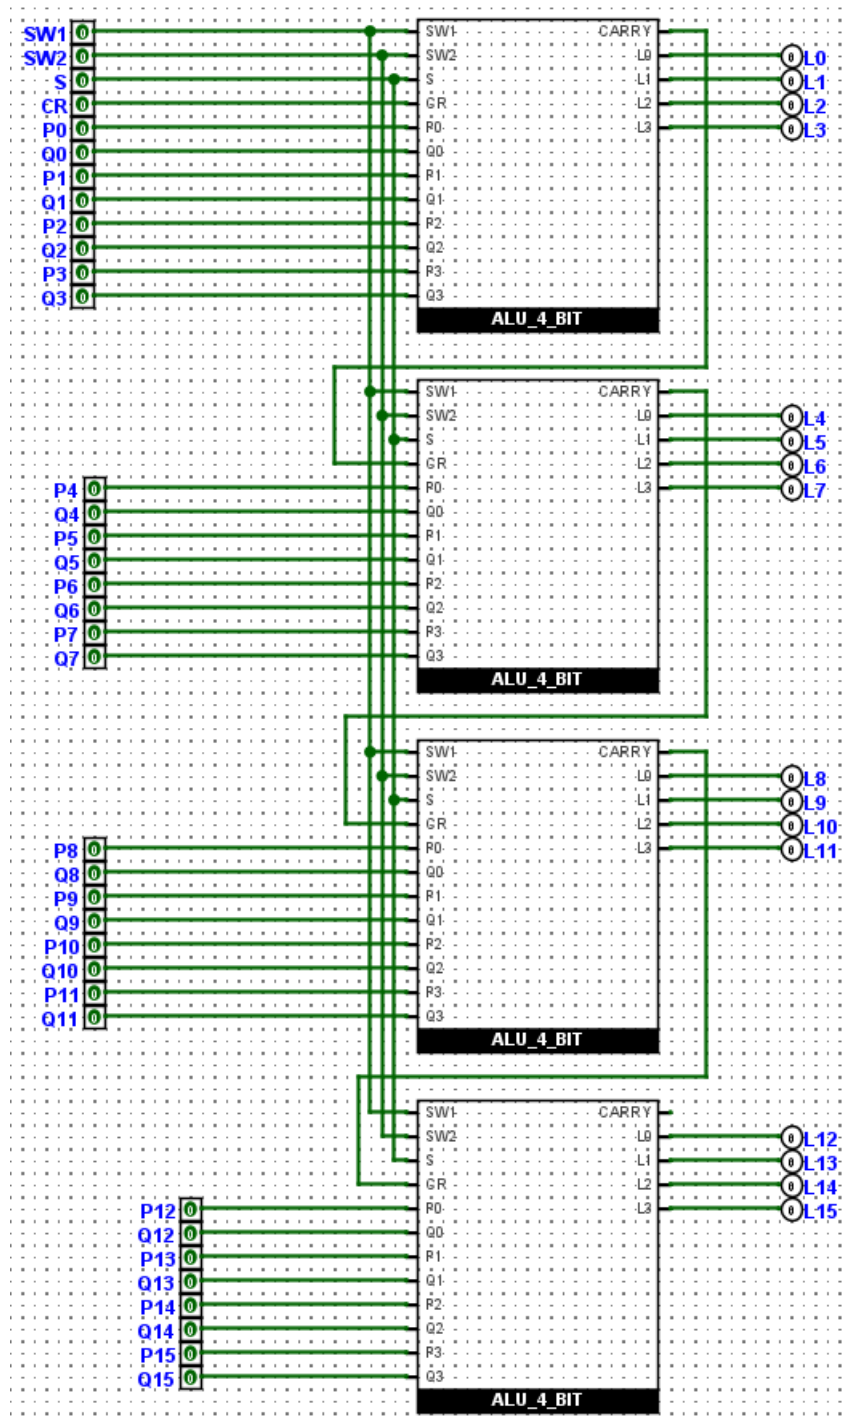 SW1 0 SW1 CARRY
SW2 0 SW2 L0 0 L0
S 0 S L1 0 L1
CR 0 CR L2 0 L2
P0 0 P0 L3 0 L3
Q0 0 Q0
P1 0 P1
Q1 0 Q1
P2 0 P2
Q2 0 Q2
P3 0 P3
Q3 0 Q3
ALU_4_BIT
SW1 CARRY
SW2 L0 0 L4
S L1 0 L5
CR L2 0 L6
P4 0 P0 L3 0 L7
Q4 0 Q0
P5 0 P1
Q5 0 Q1
P6 0 P2
Q6 0 Q2
P7 0 P3
Q7 0 Q3
ALU_4_BIT
SW1 CARRY
SW2 L0 0 L8
S L1 0 L9
CR L2 0 L10
P8 0 P0 L3 0 L11
Q8 0 Q0
P9 0 P1
Q9 0 Q1
P10 0 P2
Q10 0 Q2
P11 0 P3
Q11 0 Q3
ALU_4_BIT
SW1 CARRY
SW2 L0 0 L12
S L1 0 L13
CR L2 0 L14
P12 0 P0 L3 0 L15
Q12 0 Q0
P13 0 P1
Q13 0 Q1
P14 0 P2
Q14 0 Q2
P15 0 P3
Q15 0 Q3
ALU_4_BIT